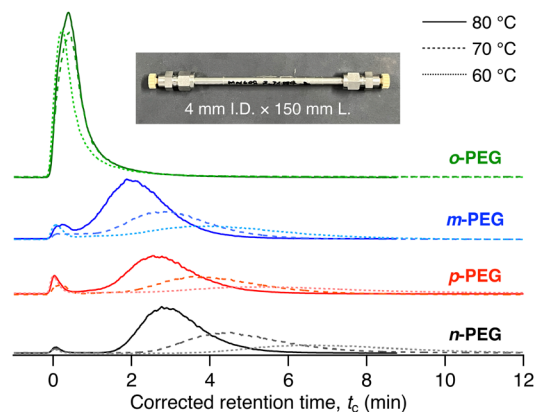 80 °C
70 °C
60 °C
4 mm I.D. × 150 mm L.
o-PEG
m-PEG
p-PEG
n-PEG
0 2 4 6 8 10 12
Corrected retention time, tc (min)